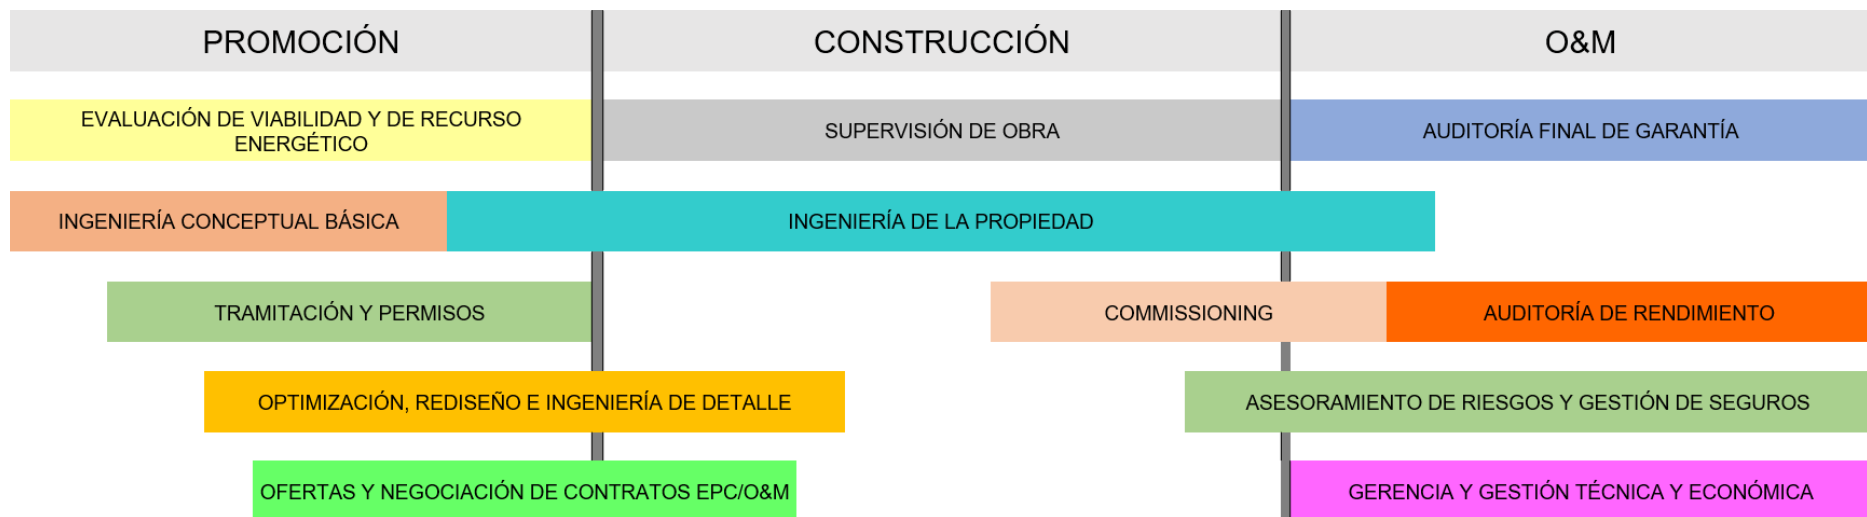 PROMOCIÓN CONSTRUCCIÓN O&M
EVALUACIÓN DE VIABILIDAD Y DE RECURSO
ENERGÉTICO
SUPERVISIÓN DE OBRA
AUDITORÍA FINAL DE GARANTÍA
INGENIERÍA CONCEPTUAL BÁSICA
INGENIERÍA DE LA PROPIEDAD
TRAMITACIÓN Y PERMISOS
COMMISSIONING
AUDITORÍA DE RENDIMIENTO
OPTIMIZACIÓN, REDISEÑO E INGENIERÍA DE DETALLE
ASESORAMIENTO DE RIESGOS Y GESTIÓN DE SEGUROS
OFERTAS Y NEGOCIACIÓN DE CONTRATOS EPC/O&M
GERENCIA Y GESTIÓN TÉCNICA Y ECONÓMICA